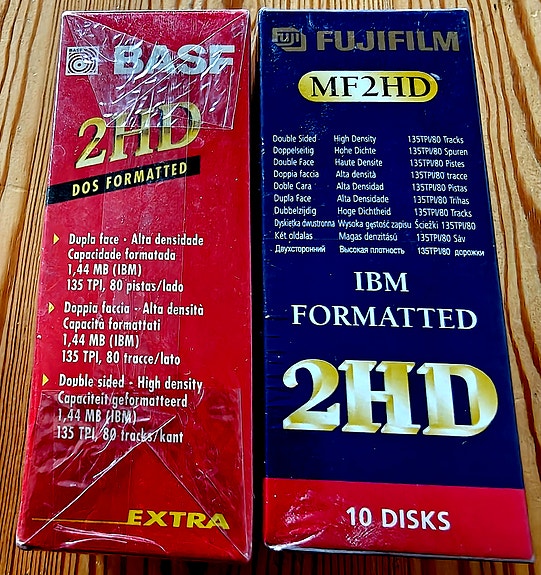 BASF
BASF
2HD
DOS FORMATTED
Dupla face - Alta densidade
Capacidade formatada
1,44 MB (IBM)
135 TPI, 80 pistas/lado
Doppia faccia - Alta densità
Capacità formattati
1,44 MB (IBM)
135 TPI, 80 tracce/lato
Double sided - High density
Capaciteit/geformatteerd
1,44 MB (IBM)
135 TPI, 80 tracks/kant
EXTRA
FUJI FUJIFILM
MF2HD
Double Sided High Density 135TPI/80 Tracks
Doppelseitig Hohe Dichte 135TPI/80 Spuren
Double Face Haute Densite 135TPI/80 Pistes
Doppia faccia Alta densità 135TPI/80 tracce
Doble Cara Alta Densidad 135TPI/80 Pistas
Dupla Face Alta Densidade 135TPI/80 Trilhas
Dubbelzijdig Hoge Dichtheid 135TPI/80 Tracks
Dyskietka dwustronna Wysoka gęstość zapisu Ścieżki 135TPI/80
Két oldalas Magas denzitású 135TPI/80 Sáv
Двухсторонний Высокая плотность 135TPI/80 дорожки
IBM
FORMATTED
2HD
10 DISKS